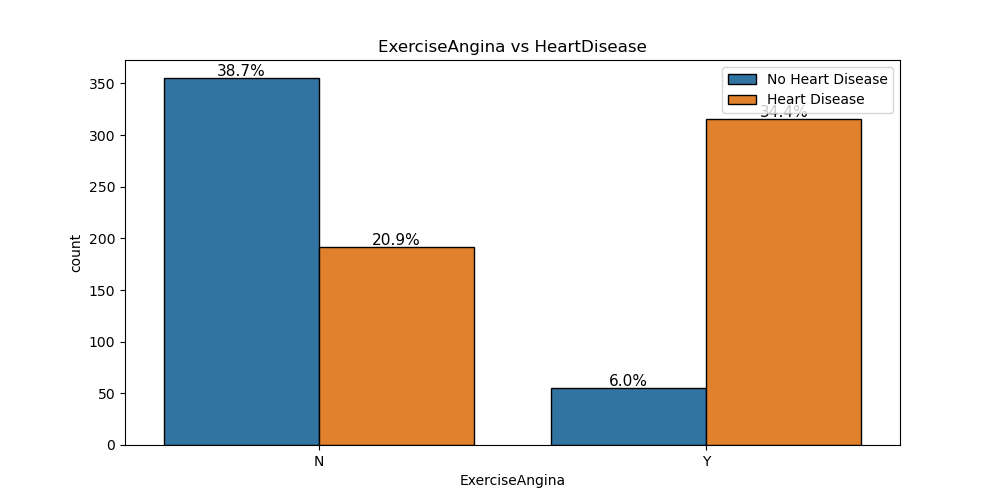 ExerciseAngina vs HeartDisease
38.7%
No Heart Disease
Heart Disease
34.4%
350
300
250
20.9%
200
150
100
6.0%
50
0
count
N
Y
ExerciseAngina